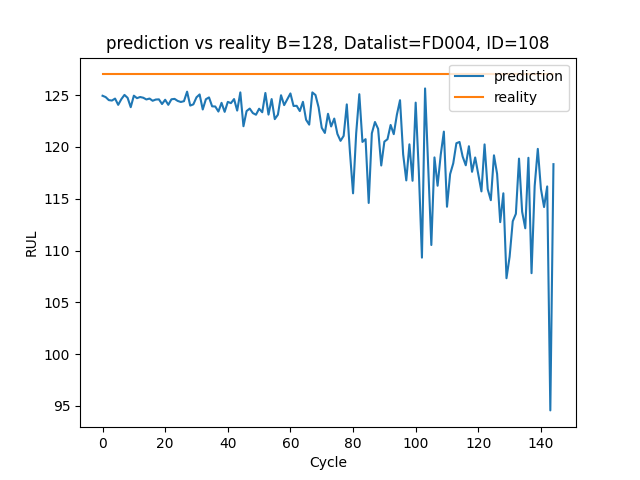 prediction vs reality B=128, Datalist=FD004, ID=108
prediction
reality
125
120
115
110
105
100
95
RUL
0 20 40 60 80 100 120 140
Cycle